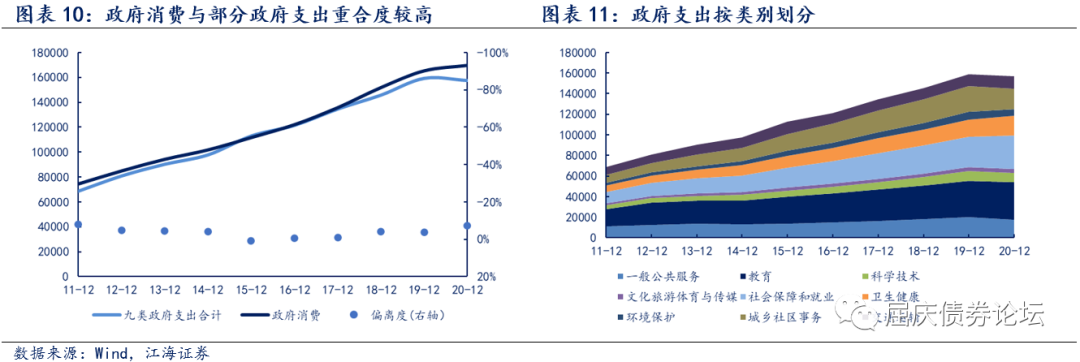 图表 10：政府消费与部分政府支出重合度较高
180000
160000
140000
120000
100000
80000
60000
40000
20000
0
-100%
-80%
-60%
-40%
-20%
0%
20%
11-12 12-12 13-12 14-12 15-12 16-12 17-12 18-12 19-12 20-12
九类政府支出合计 政府消费 偏离度(右轴)
图表 11：政府支出按类别划分
180000
160000
140000
120000
100000
80000
60000
40000
20000
0
11-12 12-12 13-12 14-12 15-12 16-12 17-12 18-12 19-12 20-12
一般公共服务 教育 科学技术
文化旅游体育与传媒 社会保障和就业 卫生健康
环境保护 城乡社区事务
屈庆债券论坛
数据来源：Wind，江海证券